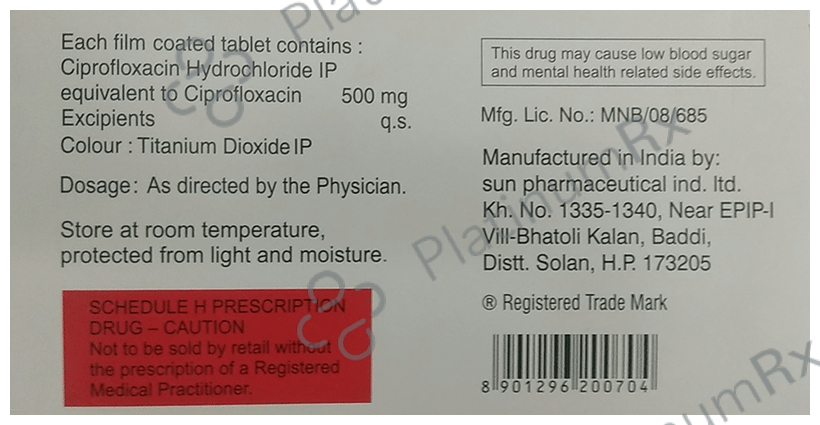 Each film coated tablet contains :
Ciprofloxacin Hydrochloride IP
equivalent to Ciprofloxacin 500 mg
Excipients q.s.
Colour : Titanium Dioxide IP
Dosage : As directed by the Physician.
Store at room temperature,
protected from light and moisture.
SCHEDULE H PRESCRIPTION
DRUG – CAUTION
Not to be sold by retail without
the prescription of a Registered
Medical Practitioner.
This drug may cause low blood sugar
and mental health related side effects.
Mfg. Lic. No.: MNB/08/685
Manufactured in India by:
sun pharmaceutical ind. ltd.
Kh. No. 1335-1340, Near EPIP-I
Vill-Bhatoli Kalan, Baddi,
Distt. Solan, H.P. 173205
® Registered Trade Mark
8 901296 200704
PlatinumRx
PlatinumRx